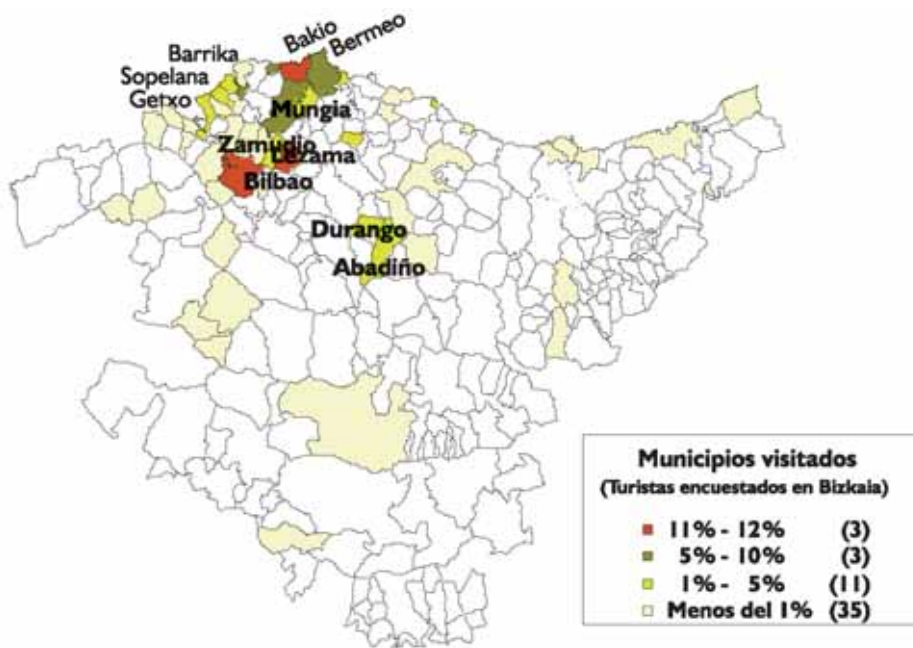 Bakio
Bermeo
Barrika
Sopelana
Getxo
Mungia
Zamudio
Lezama
Bilbao
Durango
Abadiño
Municipios visitados
(Turistas encuestados en Bizkaia)
11% - 12% (3)
5% - 10% (3)
1% - 5% (11)
Menos del 1% (35)